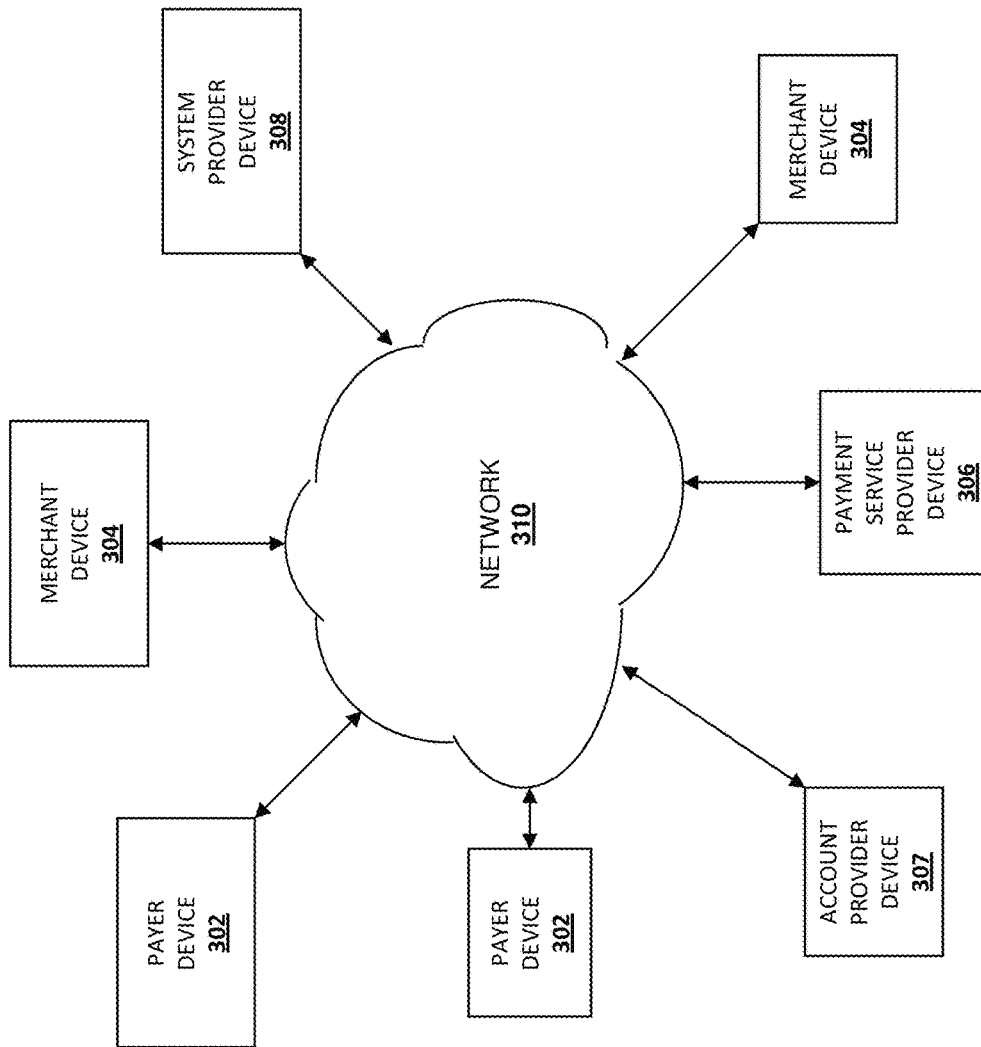 MERCHANT
DEVICE
304
PAYER
DEVICE
302
SYSTEM
PROVIDER
DEVICE
308
NETWORK
310
PAYER
DEVICE
302
ACCOUNT
PROVIDER
DEVICE
307
PAYMENT
SERVICE
PROVIDER
DEVICE
306
MERCHANT
DEVICE
304